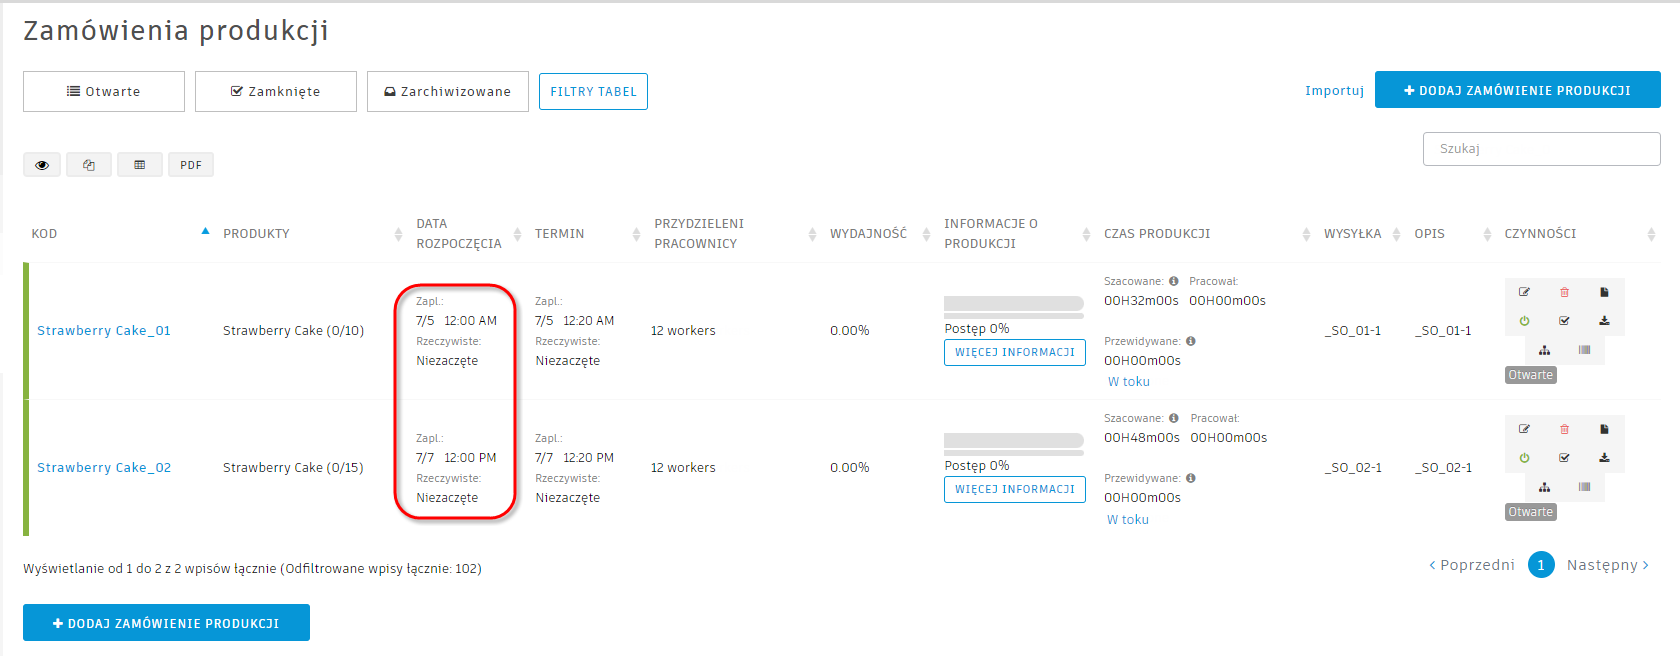 Zamówienia produkcji
Otwarte
Zamknięte
Zarchiwizowane
FILTRY TABEL
Importuj
DODAJ ZAMÓWIENIE PRODUKCJI
Szukaj
PDF
KOD
PRODUKTY
DATA ROZPOCZĘCIA
TERMIN
PRZYDZIELENI PRACOWNICY
WYDAJNOŚĆ
INFORMACJE O PRODUKCJI
CZAS PRODUKCJI
WYSYŁKA
OPIS
CZYNNOŚCI
Strawberry Cake_01
Strawberry Cake (0/10)
Zapl.:
7/5 12:00 AM
Rzeczywiste:
Niezaczęte
Zapl.:
7/5 12:20 AM
Rzeczywiste:
Niezaczęte
12 workers
0.00%
Postęp 0%
WIĘCEJ INFORMACJI
Szacowane: Pracował:
00H32m00s 00H00m00s
Przewidywane:
00H00m00s
W toku
_SO_01-1
_SO_01-1
Otwarte
Strawberry Cake_02
Strawberry Cake (0/15)
Zapl.:
7/7 12:00 PM
Rzeczywiste:
Niezaczęte
Zapl.:
7/7 12:20 PM
Rzeczywiste:
Niezaczęte
12 workers
0.00%
Postęp 0%
WIĘCEJ INFORMACJI
Szacowane: Pracował:
00H48m00s 00H00m00s
Przewidywane:
00H00m00s
W toku
_SO_02-1
_SO_02-1
Otwarte
Wyświetlanie od 1 do 2 z 2 wpisów łącznie (Odfiltrowane wpisy łącznie: 102)
Poprzedni 1 Następny
DODAJ ZAMÓWIENIE PRODUKCJI